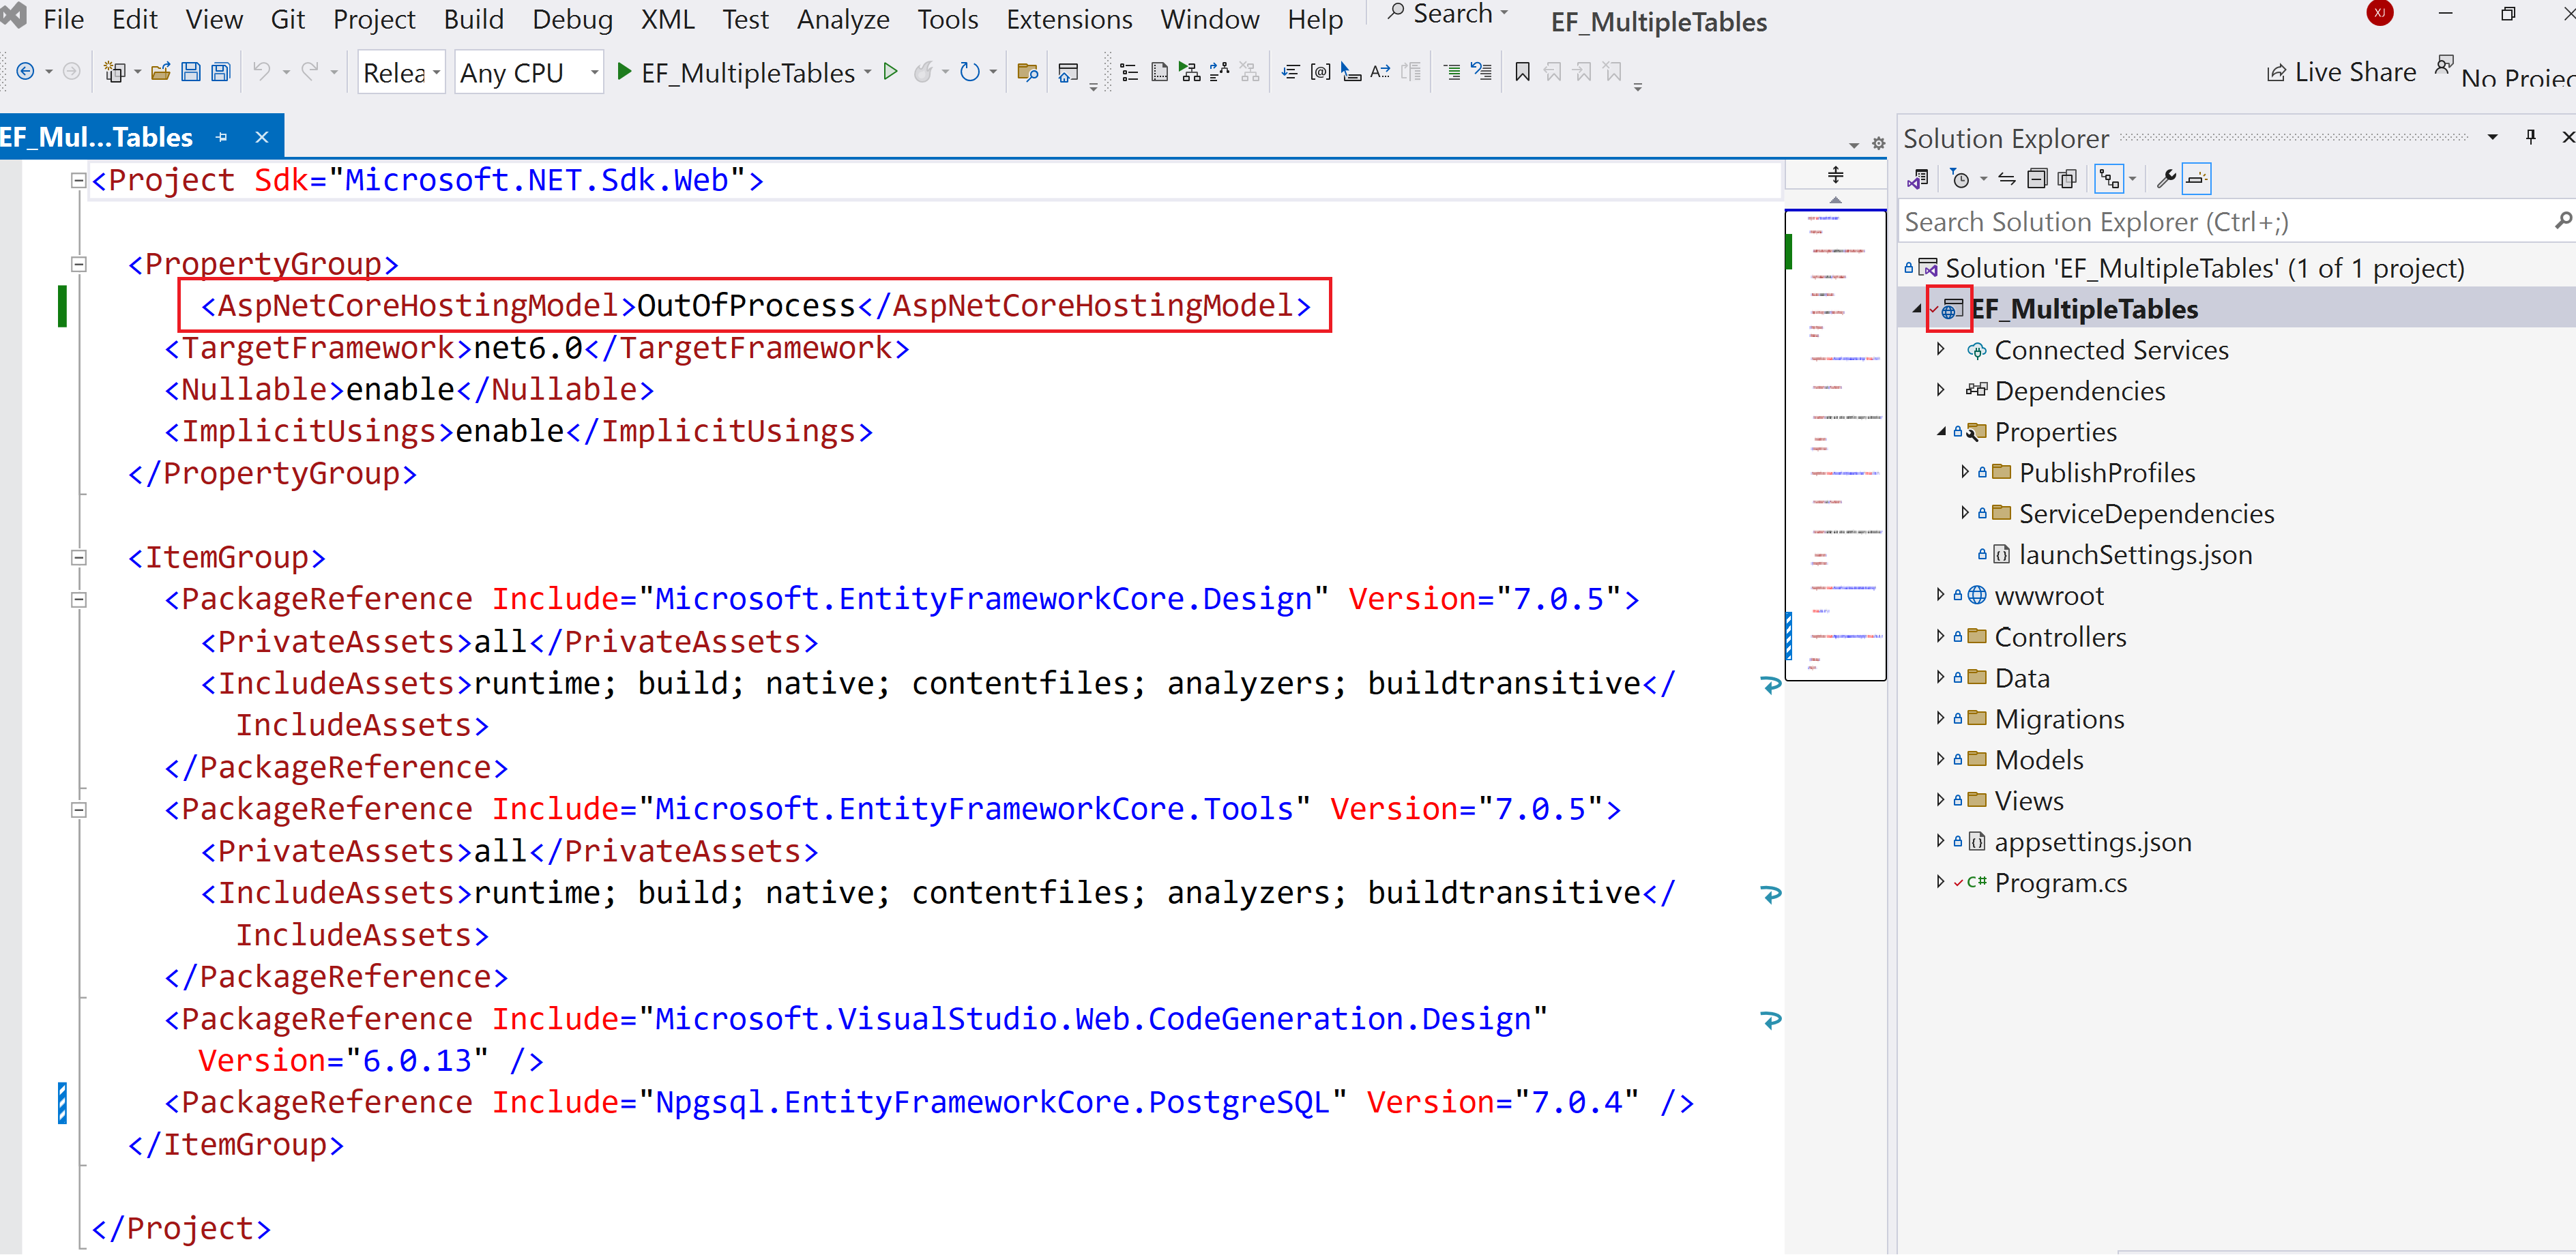 File Edit View Git Project Build Debug XML Test Analyze Tools Extensions Window Help Search EF_MultipleTables XJ
Relea Any CPU EF_MultipleTables Live Share No Projec
EF_Mul...Tables
<Project Sdk="Microsoft.NET.Sdk.Web">
<PropertyGroup>
<AspNetCoreHostingModel>OutOfProcess</AspNetCoreHostingModel>
<TargetFramework>net6.0</TargetFramework>
<Nullable>enable</Nullable>
<ImplicitUsings>enable</ImplicitUsings>
</PropertyGroup>
<ItemGroup>
<PackageReference Include="Microsoft.EntityFrameworkCore.Design" Version="7.0.5">
<PrivateAssets>all</PrivateAssets>
<IncludeAssets>runtime; build; native; contentfiles; analyzers; buildtransitive</
IncludeAssets>
</PackageReference>
<PackageReference Include="Microsoft.EntityFrameworkCore.Tools" Version="7.0.5">
<PrivateAssets>all</PrivateAssets>
<IncludeAssets>runtime; build; native; contentfiles; analyzers; buildtransitive</
IncludeAssets>
</PackageReference>
<PackageReference Include="Microsoft.VisualStudio.Web.CodeGeneration.Design"
Version="6.0.13" />
<PackageReference Include="Npgsql.EntityFrameworkCore.PostgreSQL" Version="7.0.4" />
</ItemGroup>
</Project>
Solution Explorer
Search Solution Explorer (Ctrl+;)
Solution 'EF_MultipleTables' (1 of 1 project)
EF_MultipleTables
Connected Services
Dependencies
Properties
PublishProfiles
ServiceDependencies
launchSettings.json
wwwroot
Controllers
Data
Migrations
Models
Views
appsettings.json
C# Program.cs